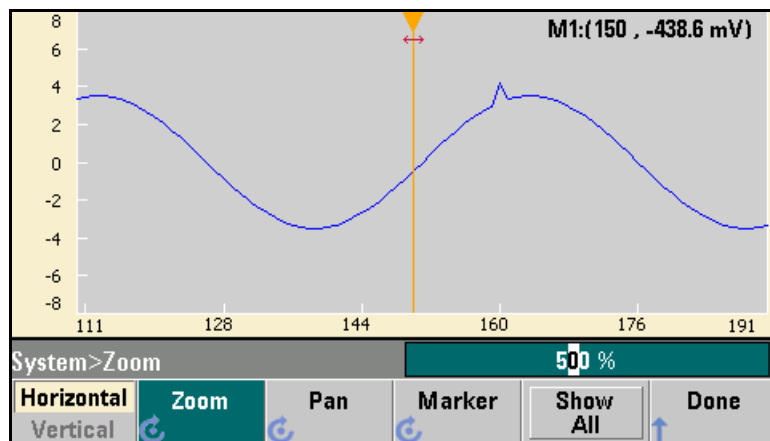 M1:(150 , -438.6 mV)
8
6
4
2
0
-2
-4
-6
-8
111 128 144 160 176 191
System>Zoom 500 %
Horizontal Zoom Pan Marker Show All Done
Vertical